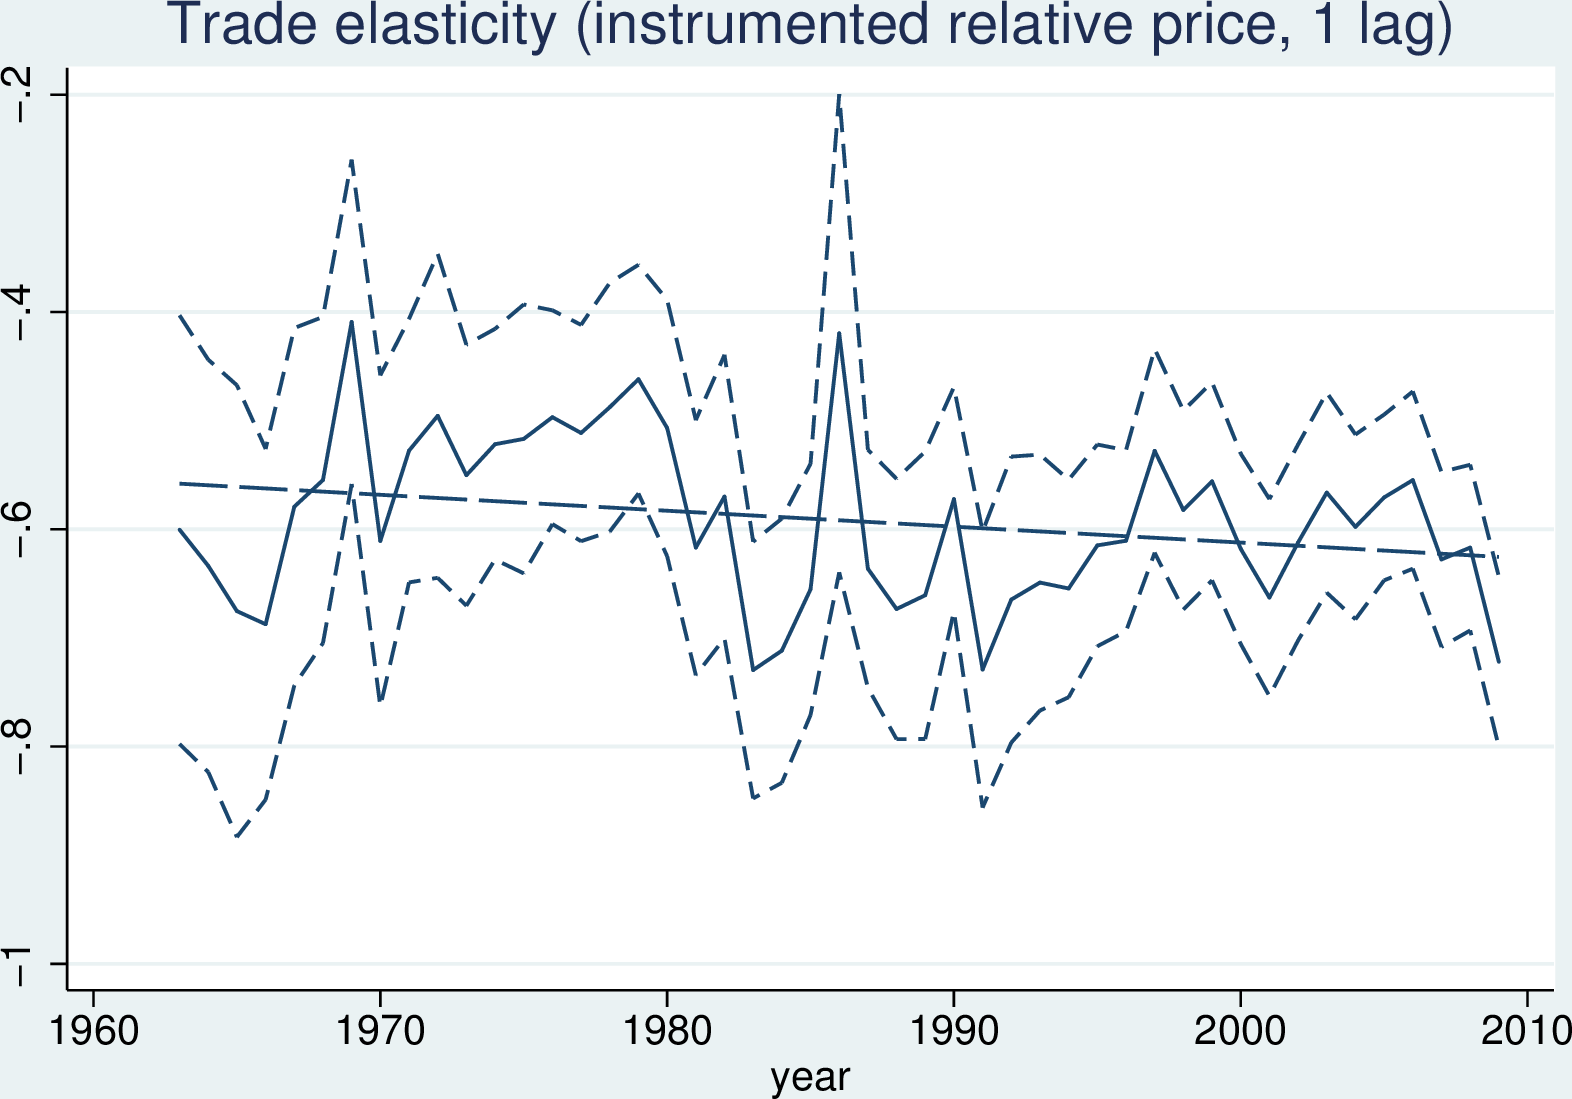 Trade elasticity (instrumented relative price, 1 lag)
−.2
−.4
−.6
−.8
−1
1960 1970 1980 1990 2000 2010
year